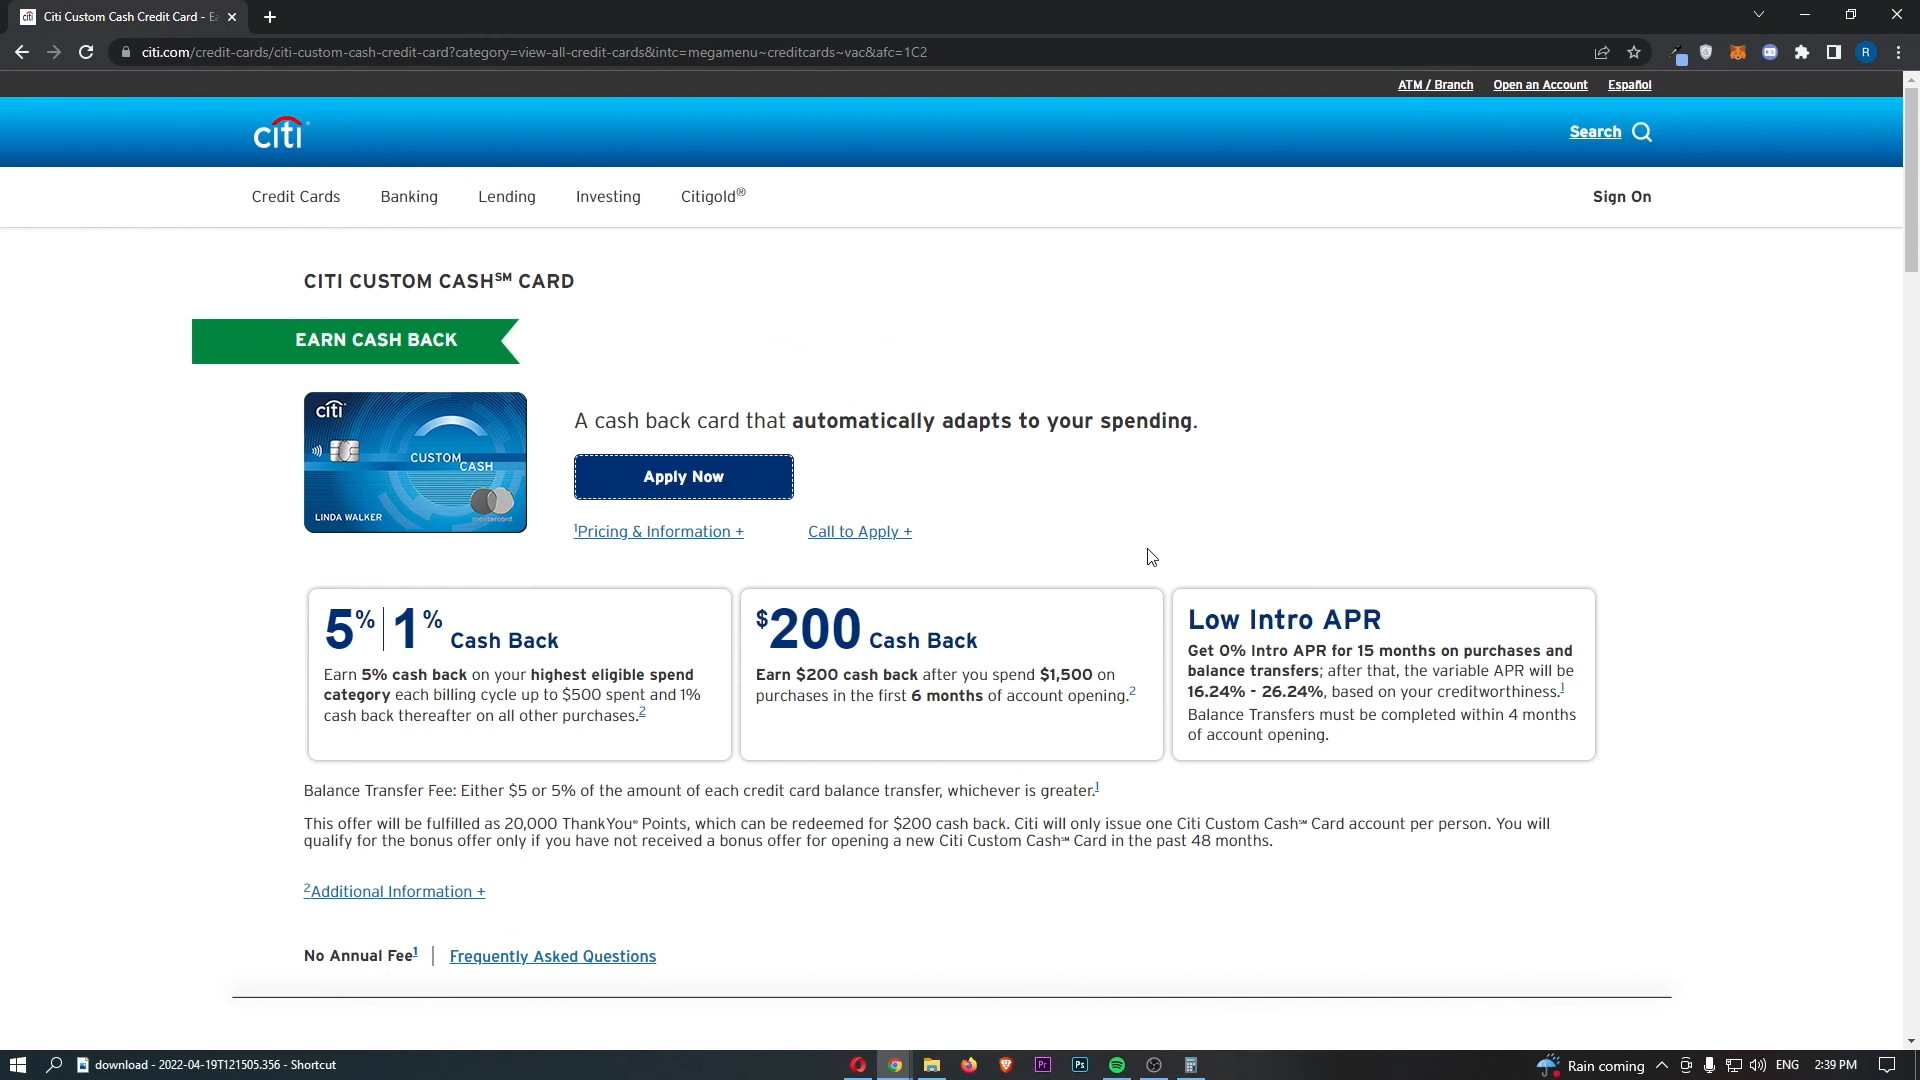 Citi Custom Cash Credit Card - Ea
citi.com/credit-cards/citi-custom-cash-credit-card?category=view-all-credit-cards&intc=megamenu~creditcards~vac&afc=1C2
R
ATM / Branch Open an Account Español
citi
Search
Credit Cards Banking Lending Investing Citigold®
Sign On
CITI CUSTOM CASH℠ CARD
EARN CASH BACK
citi
CUSTOM
CASH
LINDA WALKER
mastercard
A cash back card that automatically adapts to your spending.
Apply Now
¹Pricing & Information + Call to Apply +
5% | 1% Cash Back
Earn 5% cash back on your highest eligible spend
category each billing cycle up to $500 spent and 1%
cash back thereafter on all other purchases.²
$200 Cash Back
Earn $200 cash back after you spend $1,500 on
purchases in the first 6 months of account opening.²
Low Intro APR
Get 0% Intro APR for 15 months on purchases and
balance transfers; after that, the variable APR will be
16.24% - 26.24%, based on your creditworthiness.¹
Balance Transfers must be completed within 4 months
of account opening.
Balance Transfer Fee: Either $5 or 5% of the amount of each credit card balance transfer, whichever is greater.¹
This offer will be fulfilled as 20,000 ThankYou® Points, which can be redeemed for $200 cash back. Citi will only issue one Citi Custom Cash℠ Card account per person. You will
qualify for the bonus offer only if you have not received a bonus offer for opening a new Citi Custom Cash℠ Card in the past 48 months.
²Additional Information +
No Annual Fee¹ | Frequently Asked Questions
download - 2022-04-19T121505.356 - Shortcut
Pr
Ps
Rain coming
ENG
2:39 PM